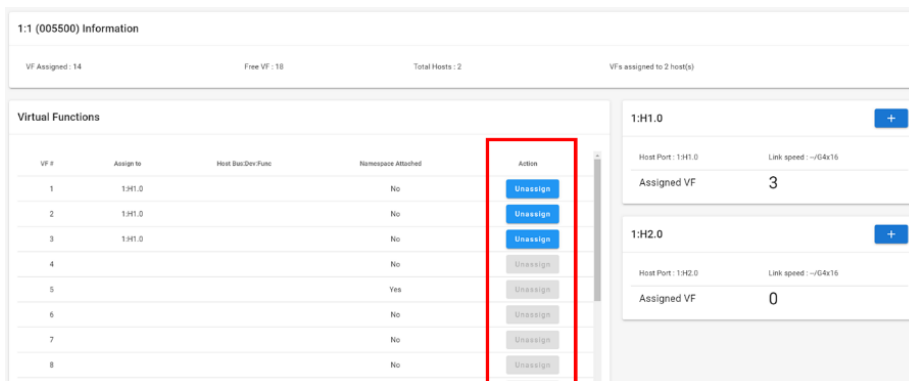 1:1 (005500) Information
VF Assigned : 14 Free VF : 18 Total Hosts : 2 VFs assigned to 2 host(s)
Virtual Functions
VF # Assign to Host Bus:Dev:Func Namespace Attached Action
1 1:H1.0 No Unassign
2 1:H1.0 No Unassign
3 1:H1.0 No Unassign
4 No Unassign
5 Yes Unassign
6 No Unassign
7 No Unassign
8 No Unassign
1:H1.0 +
Host Port : 1:H1.0 Link speed : --/G4x16
Assigned VF 3
1:H2.0 +
Host Port : 1:H2.0 Link speed : --/G4x16
Assigned VF 0